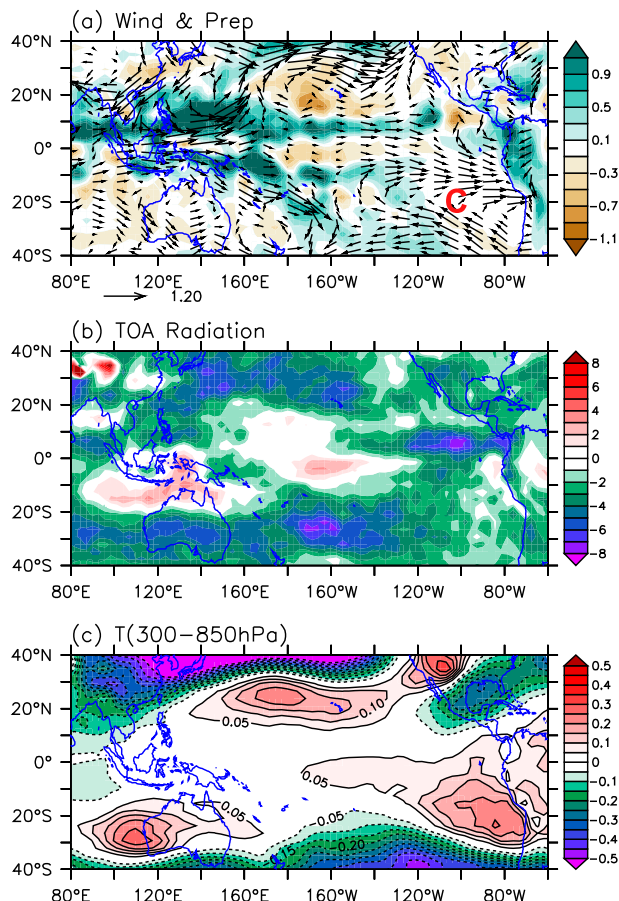 (a) Wind & Prep
40°N
20°N
0°
20°S
40°S
80°E 120°E 160°E 160°W 120°W 80°W
1.20
C
0.9
0.5
0.1
−0.3
−0.7
−1.1
(b) TOA Radiation
40°N
20°N
0°
20°S
40°S
80°E 120°E 160°E 160°W 120°W 80°W
8
6
4
2
0
−2
−4
−6
−8
(c) T(300−850hPa)
40°N
20°N
0°
20°S
40°S
80°E 120°E 160°E 160°W 120°W 80°W
0.05
0.10
0.05
0.05
−0.05
−0.20
0.5
0.4
0.3
0.2
0.1
0
−0.1
−0.2
−0.3
−0.4
−0.5